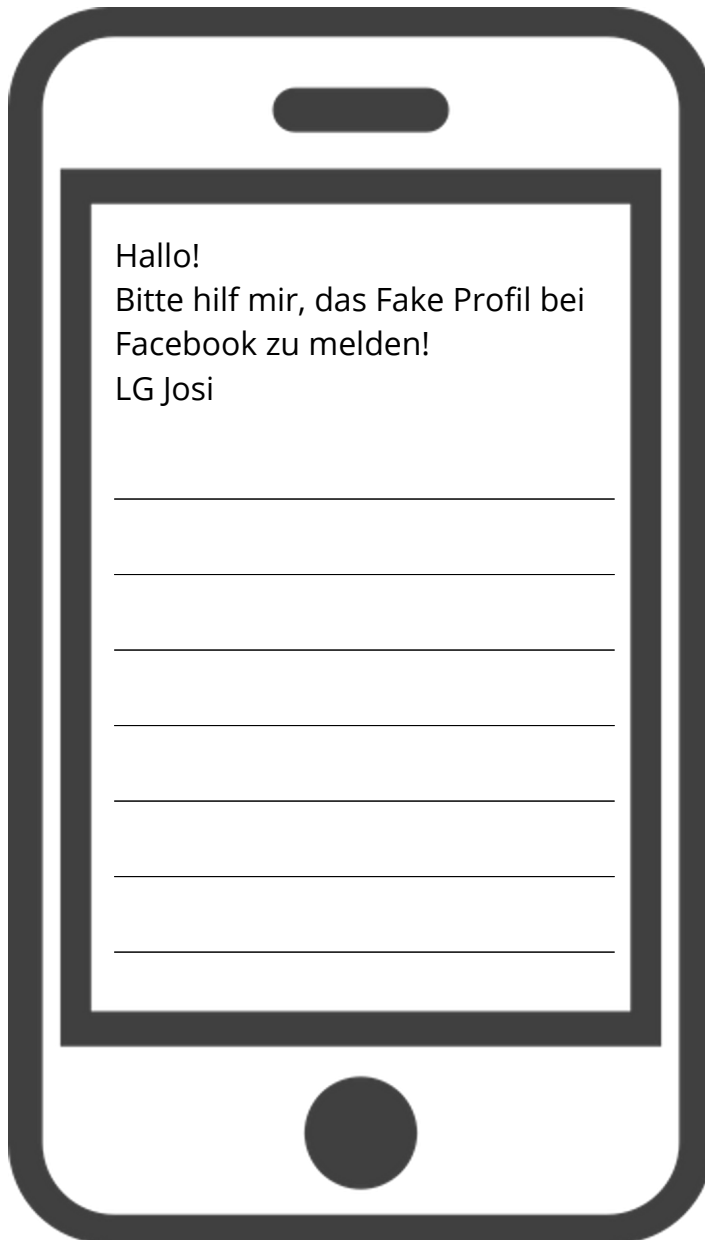 Hallo!
Bitte hilf mir, das Fake Profil bei
Facebook zu melden!
LG Josi